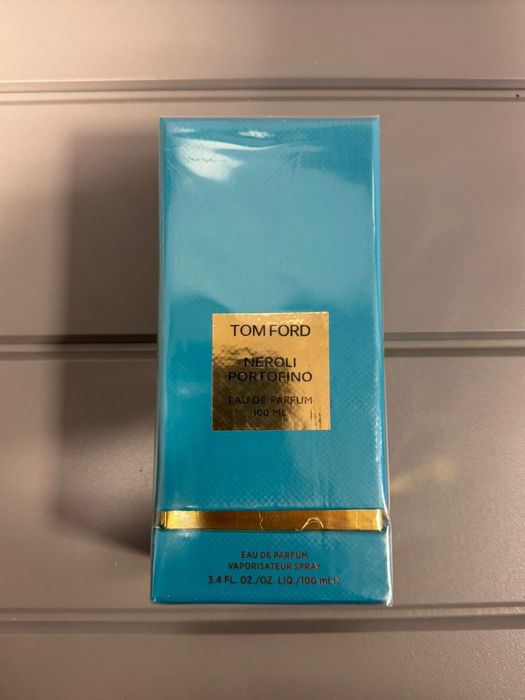 TOM FORD
NEROLI
PORTOFINO
EAU DE PARFUM
100 ML
EAU DE PARFUM
VAPORISATEUR SPRAY
3.4 FL. OZ./OZ. LIQ./100 mL ℮